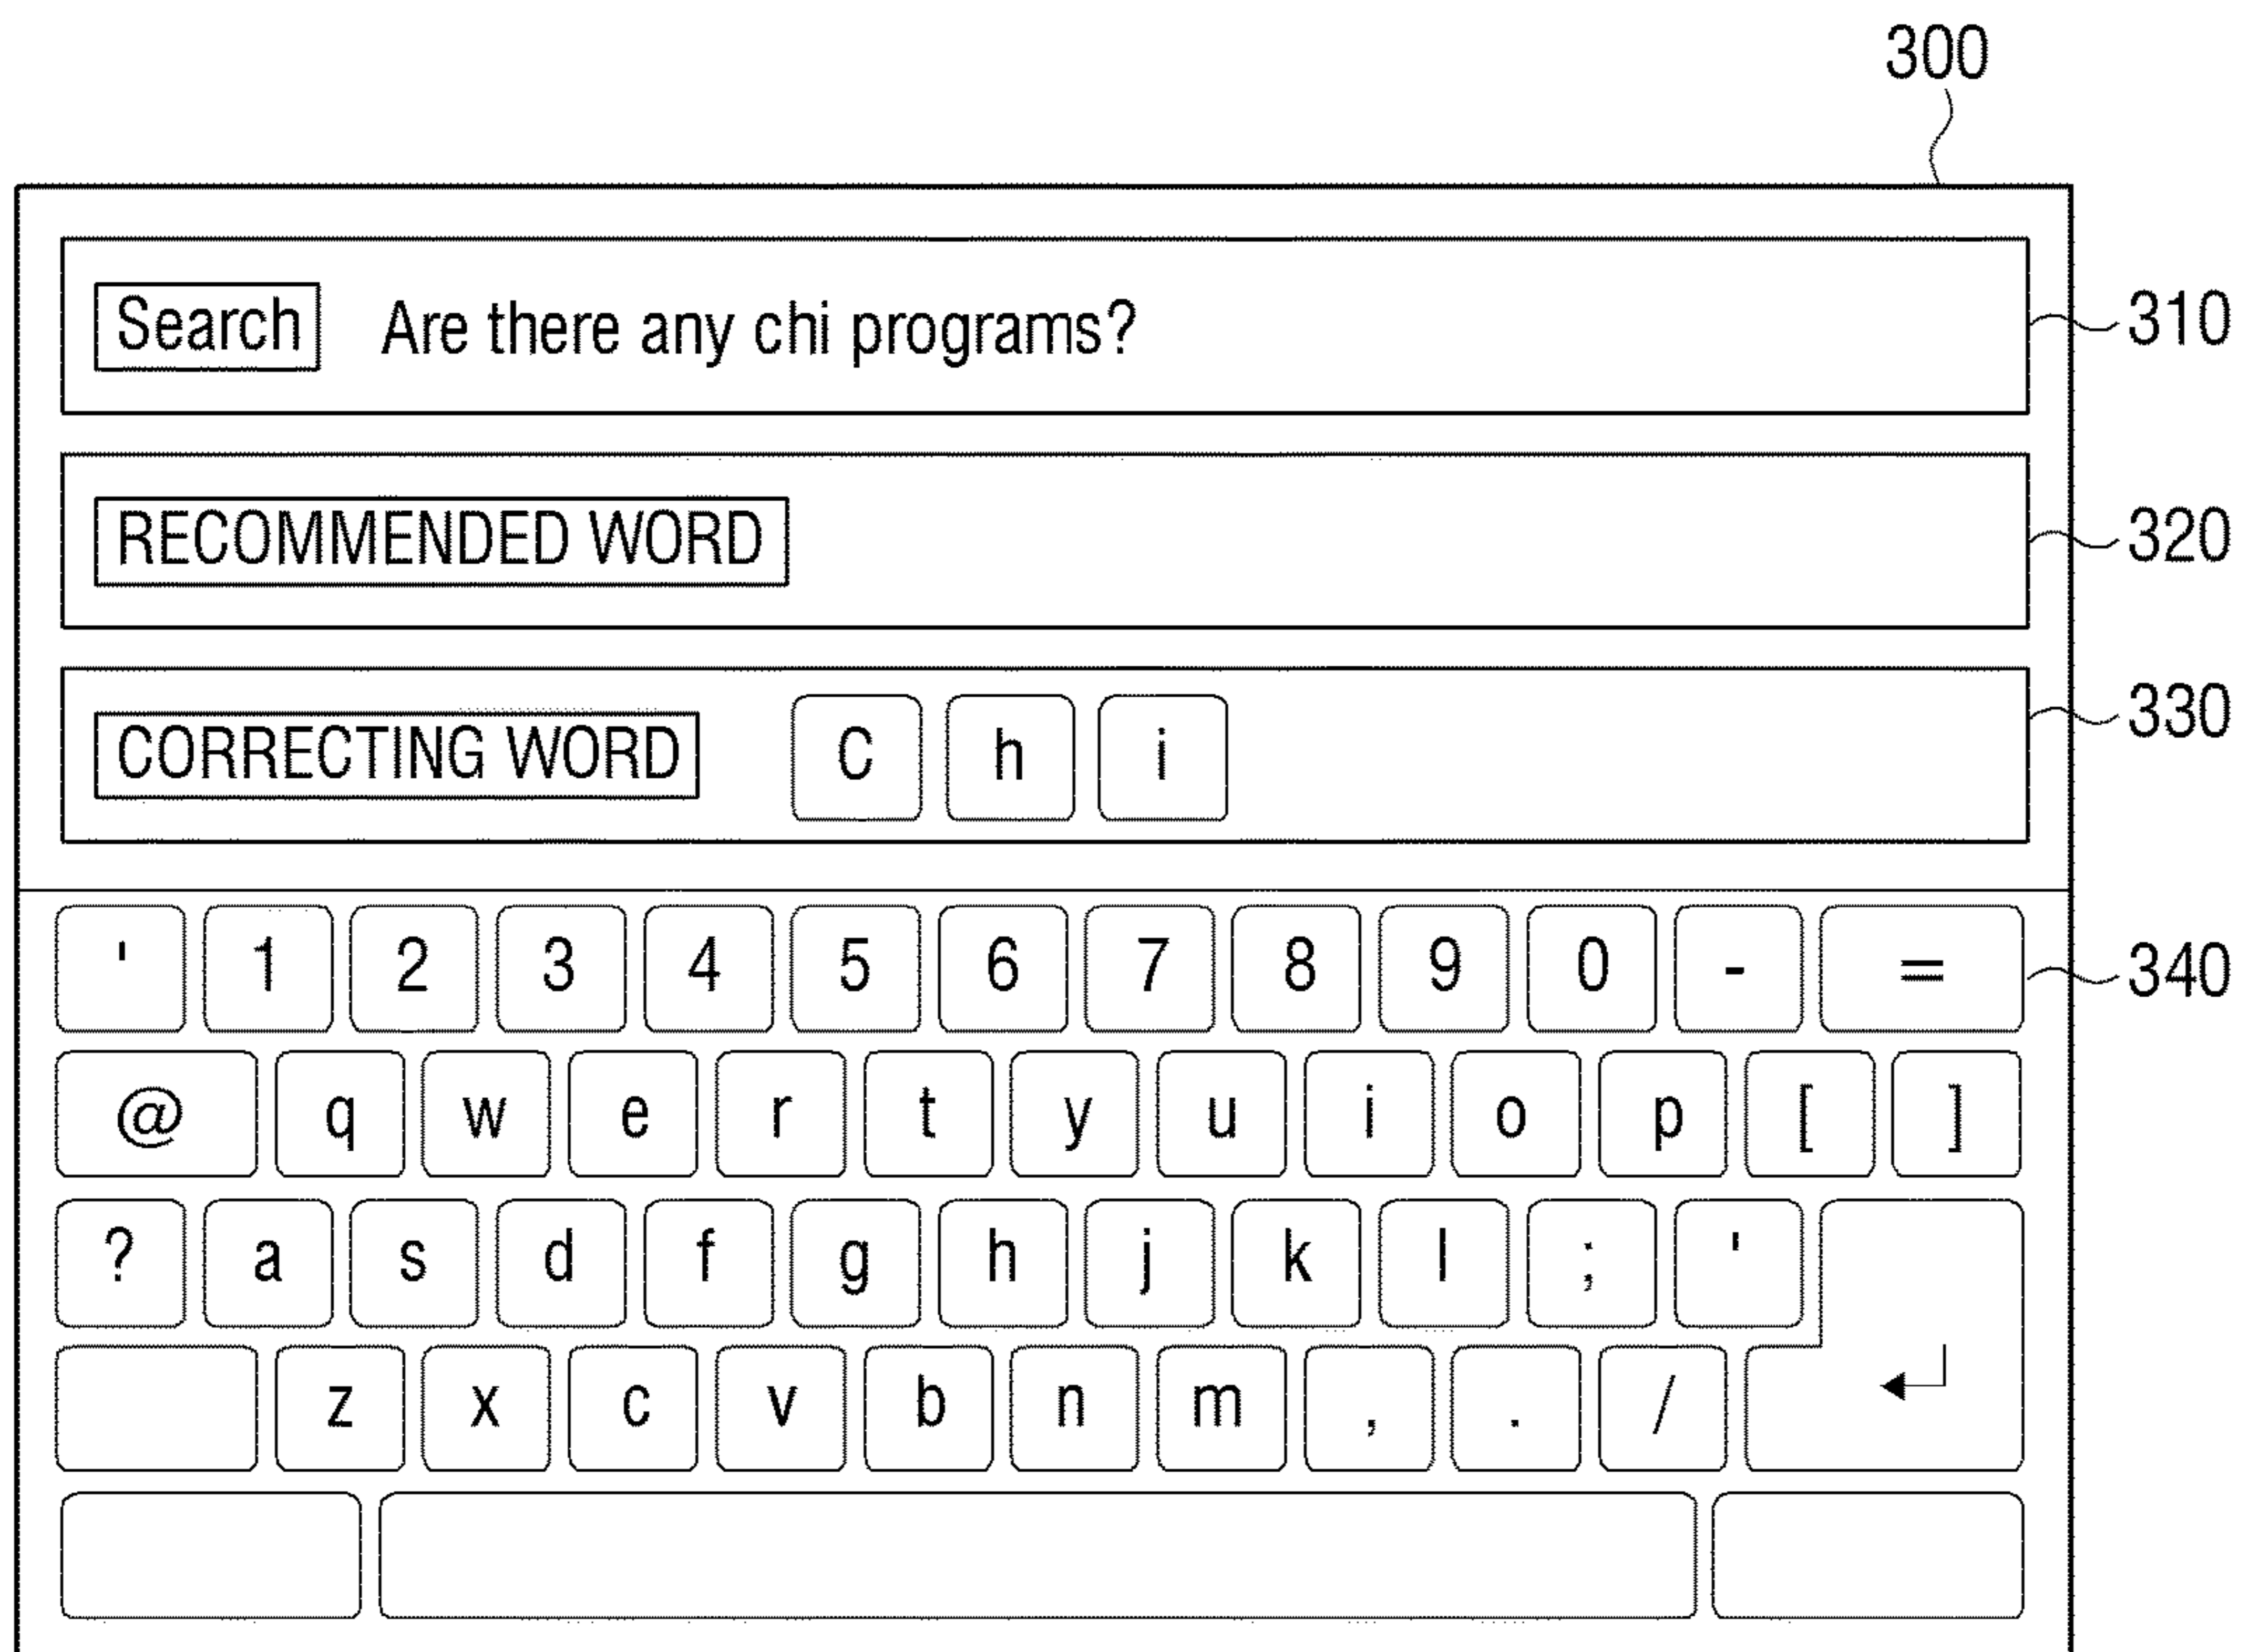 300
Search Are there any chi programs? 310
RECOMMENDED WORD 320
CORRECTING WORD C h i 330
' 1 2 3 4 5 6 7 8 9 0 - = 340
@ q w e r t y u i o p [ ]
? a s d f g h j k l ; '
z x c v b n m , . /